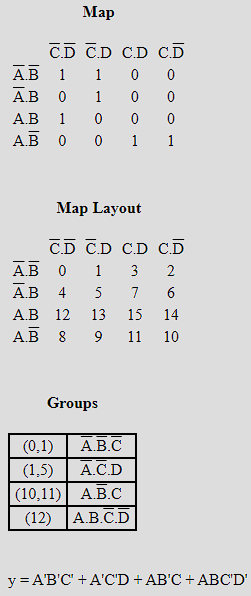 Map
C̅.D̅ C̅.D C.D C.D̅
A̅.B̅ 1 1 0 0
A̅.B 0 1 0 0
A.B 1 0 0 0
A.B̅ 0 0 1 1
Map Layout
C̅.D̅ C̅.D C.D C.D̅
A̅.B̅ 0 1 3 2
A̅.B 4 5 7 6
A.B 12 13 15 14
A.B̅ 8 9 11 10
Groups
(0,1) A̅.B̅.C̅
(1,5) A̅.C̅.D
(10,11) A.B̅.C
(12) A.B.C̅.D̅
y = A'B'C' + A'C'D + AB'C + ABC'D'